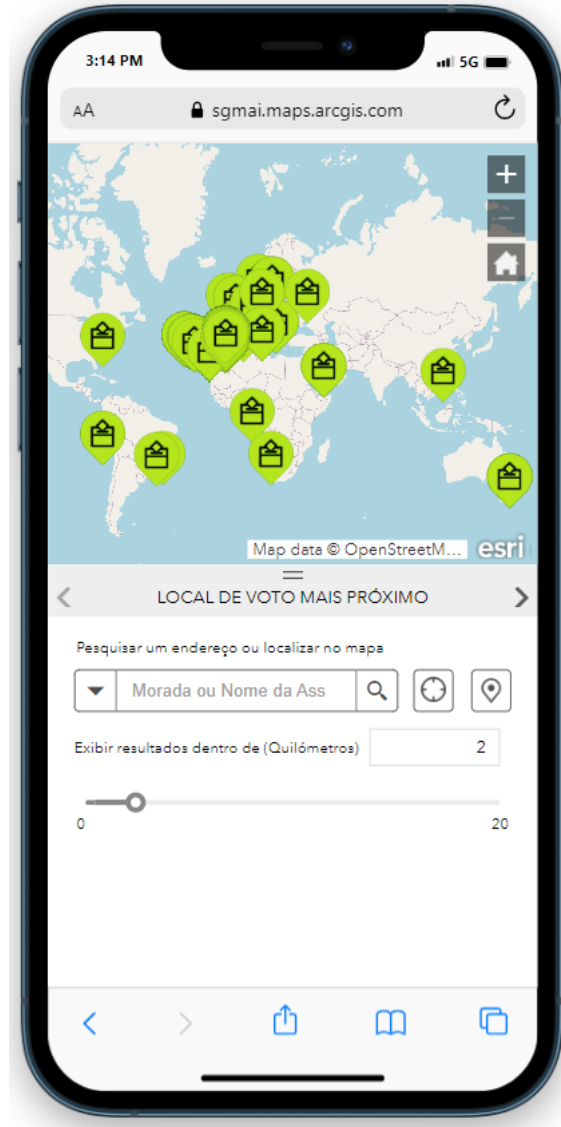 3:14 PM
5G
AA
sgmai.maps.arcgis.com
Map data © OpenStreetM...
esri
LOCAL DE VOTO MAIS PRÓXIMO
Pesquisar um endereço ou localizar no mapa
Morada ou Nome da Ass
Exibir resultados dentro de (Quilómetros)
2
0
20